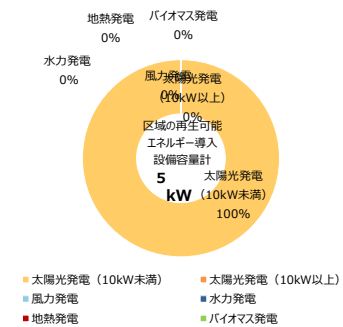 地熱発電
0%
バイオマス発電
0%
水力発電
0%
風力発電
0%
太陽光発電
（10kW以上）
0%
区域の再生可能
エネルギー導入
設備容量計
5
kW
太陽光発電
（10kW未満）
100%
太陽光発電（10kW未満）
太陽光発電（10kW以上）
風力発電
水力発電
地熱発電
バイオマス発電